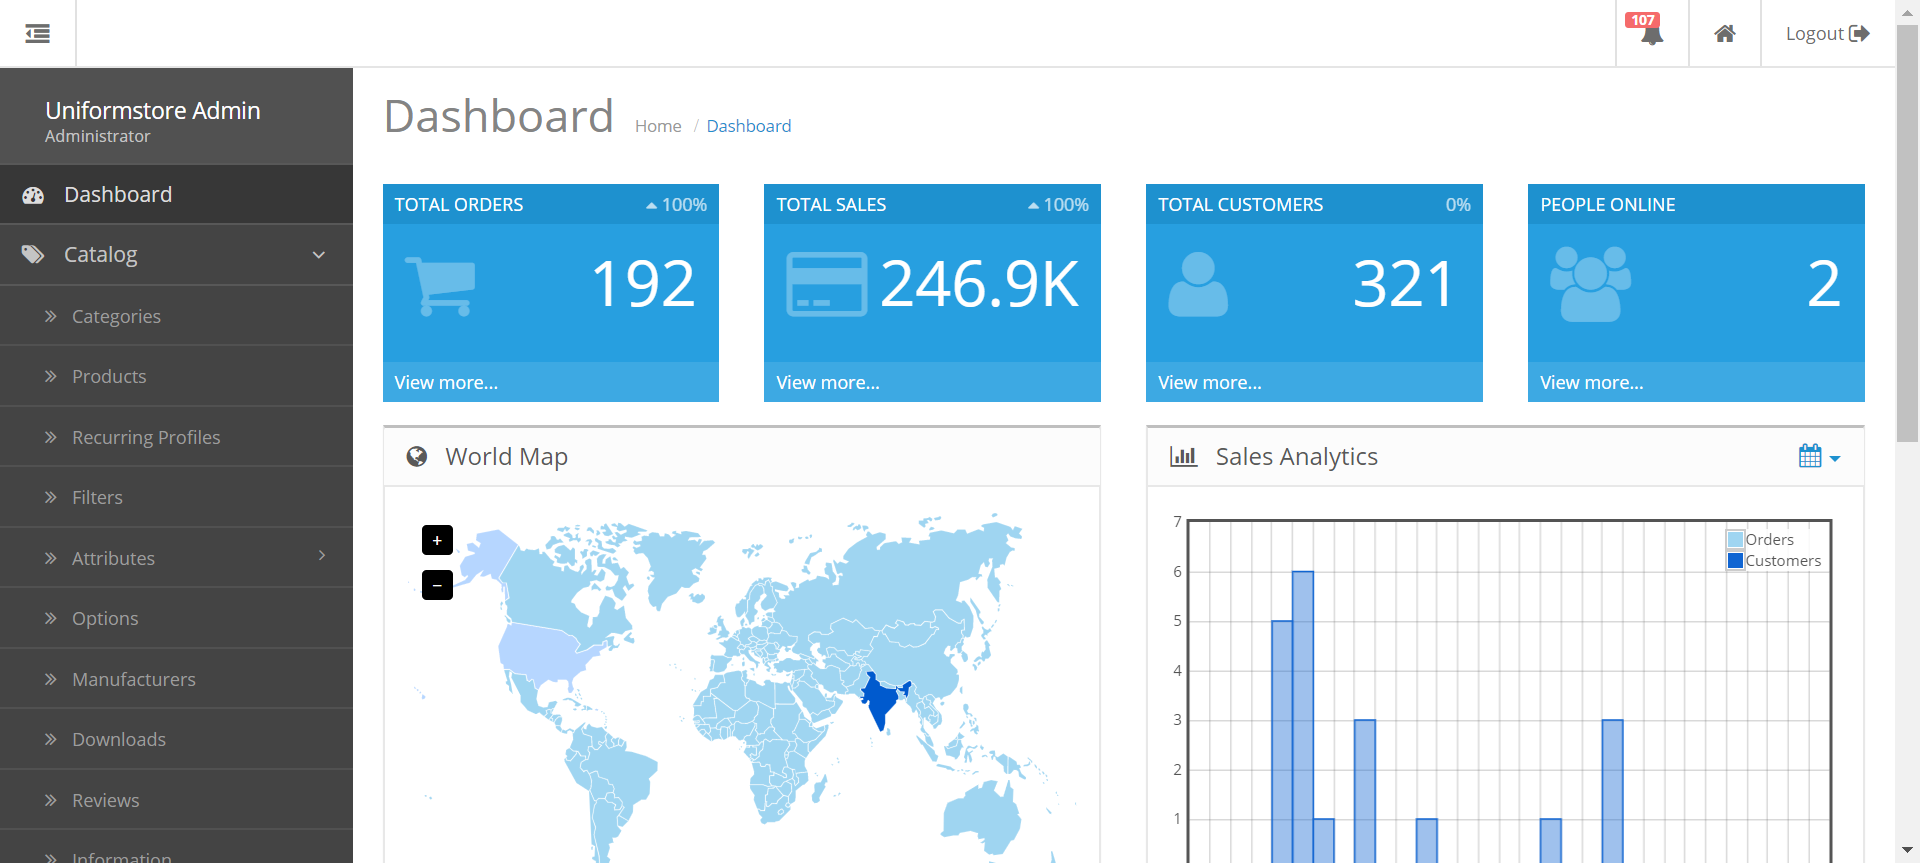 107
Logout
Uniformstore Admin
Administrator
Dashboard
Catalog
Categories
Products
Recurring Profiles
Filters
Attributes
Options
Manufacturers
Downloads
Reviews
Information
Dashboard
Home / Dashboard
TOTAL ORDERS 100%
192
View more...
TOTAL SALES 100%
246.9K
View more...
TOTAL CUSTOMERS 0%
321
View more...
PEOPLE ONLINE
2
View more...
World Map
+
−
Sales Analytics
7
6
5
4
3
2
1
Orders
Customers